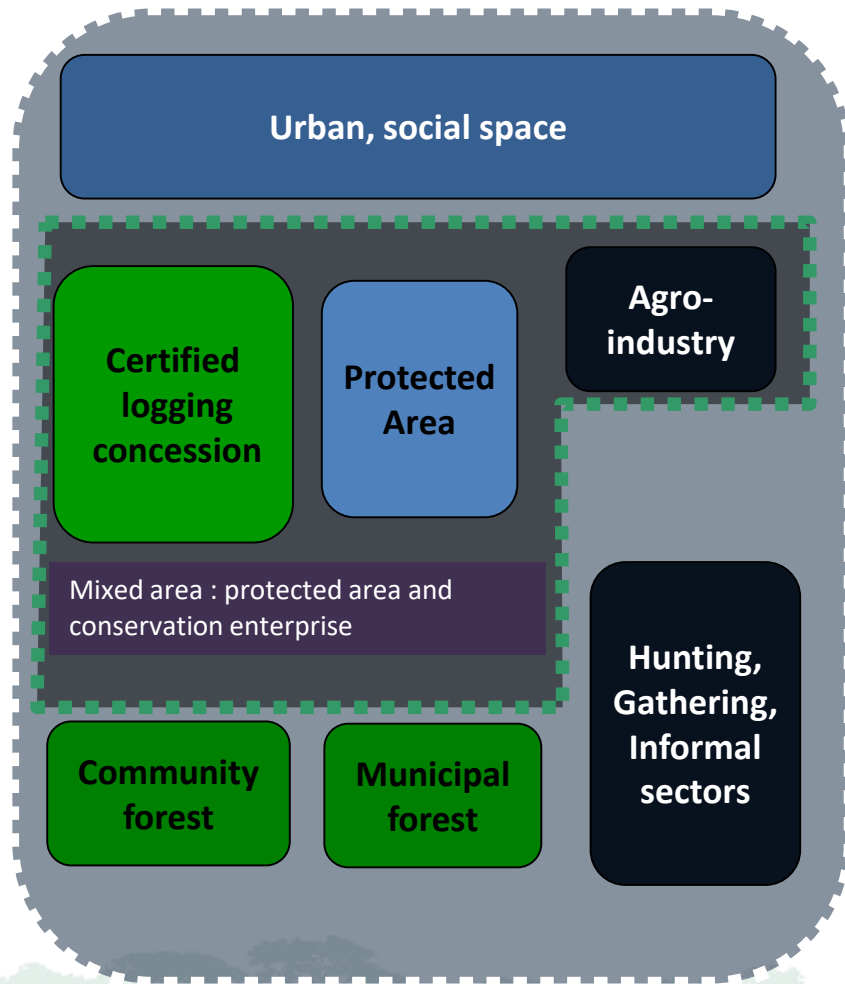 Urban, social space
Certified
logging
concession
Protected
Area
Agro-
industry
Mixed area : protected area and
conservation enterprise
Hunting,
Gathering,
Informal
sectors
Community
forest
Municipal
forest